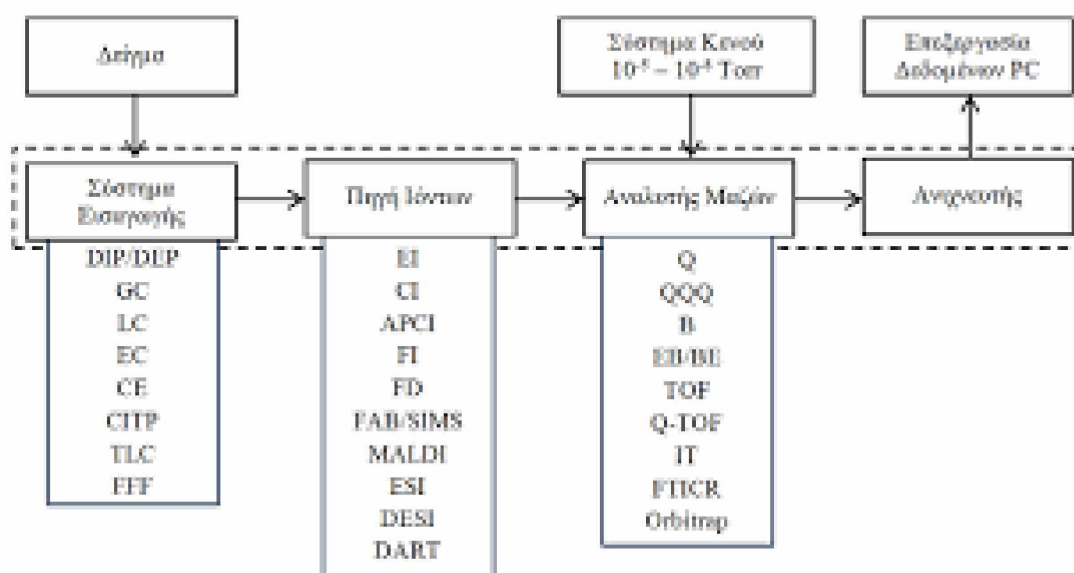 Δείγμα
Σύστημα Κενού
10⁻⁵ – 10⁻⁸ Torr
Επεξεργασία
Δεδομένων PC
Σύστημα
Εισαγωγής
Πηγή Ιόντων
Αναλυτής Μαζών
Ανιχνευτής
DIP/DEP
GC
LC
EC
CE
CITP
TLC
FFF
EI
CI
APCI
FI
FD
FAB/SIMS
MALDI
ESI
DESI
DART
Q
QQQ
B
EB/BE
TOF
Q-TOF
IT
FTICR
Orbitrap